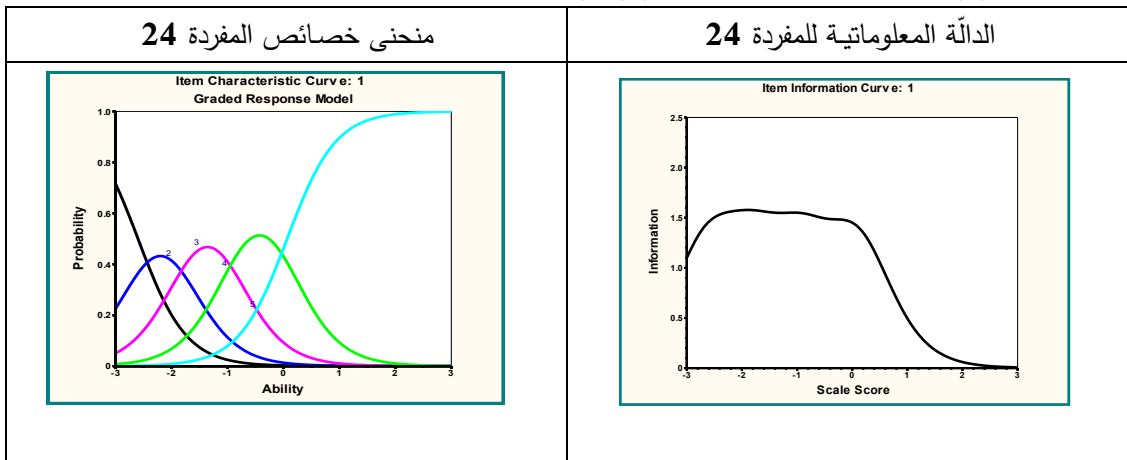 منحنى خصائص المفردة 24
الدالّة المعلوماتية للمفردة 24
Item Characteristic Curve: 1
Graded Response Model
Probability
1.0
0.8
0.6
0.4
0.2
0
2
3
4
5
-3 -2 -1 0 1 2 3
Ability
Item Information Curve: 1
Information
2.5
2.0
1.5
1.0
0.5
0
-3 -2 -1 0 1 2 3
Scale Score